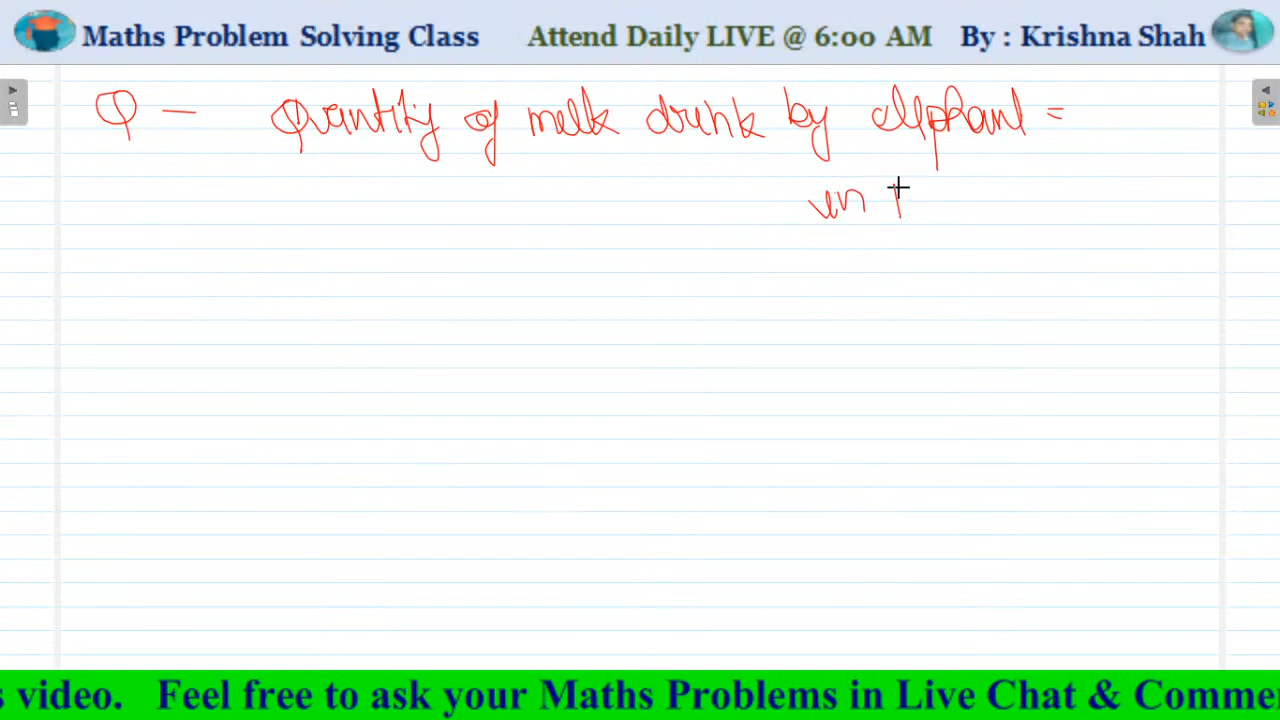 Maths Problem Solving Class Attend Daily LIVE @ 6:00 AM By : Krishna Shah
Q - Quantity of milk drink by elephant =
in 1
s video. Feel free to ask your Maths Problems in Live Chat & Comme